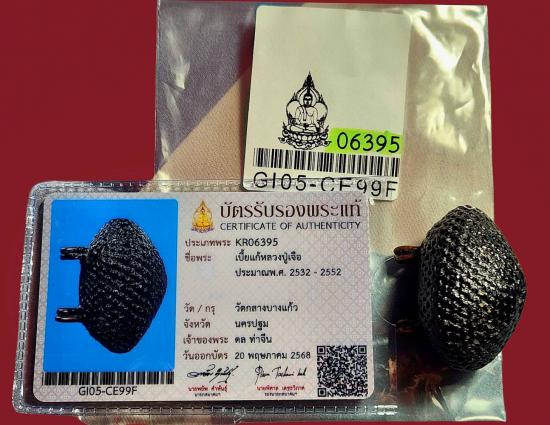 06395
GI05-CE99F
บัตรรับรองพระแท้
CERTIFICATE OF AUTHENTICITY
ประเภทพระ KR06395
ชื่อพระ เบี้ยแก้หลวงปู่เจือ
ประมาณพ.ศ. 2532 - 2552
วัด / กรุ วัดกลางบางแก้ว
จังหวัด นครปฐม
เจ้าของพระ ดล ท่าจีน
วันออกบัตร 20 พฤษภาคม 2568
GI05-CE99F